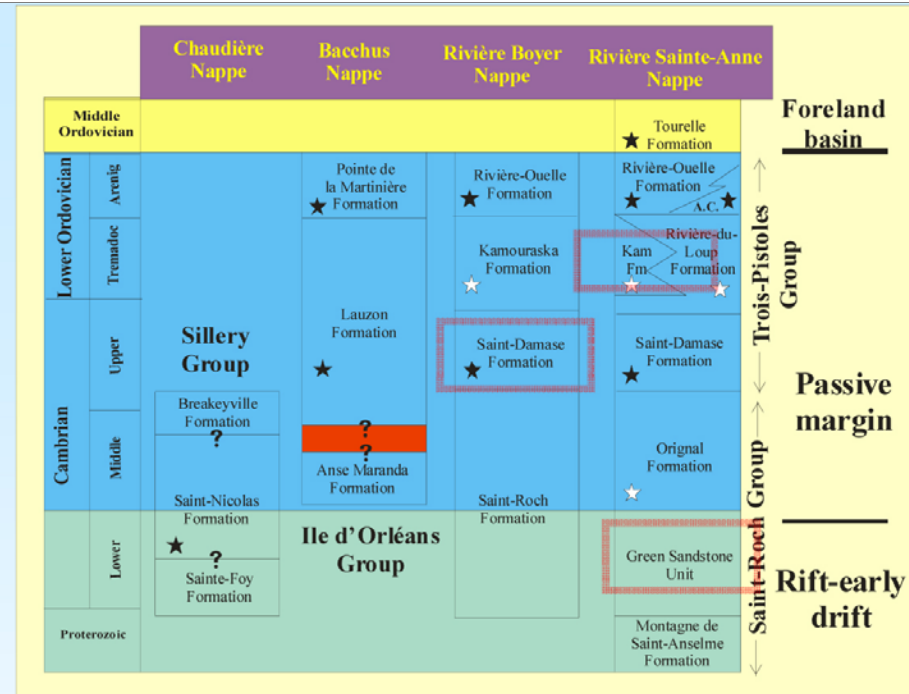 Chaudière
Nappe
Bacchus
Nappe
Rivière Boyer
Nappe
Rivière Sainte-Anne
Nappe
Middle
Ordovician
Tourelle
Formation
Foreland
basin
Lower Ordovician
Arenig
Pointe de
la Martinière
Formation
Rivière-Ouelle
Formation
Rivière-Ouelle
Formation
A.C.
Tremadoc
Kamouraska
Formation
Kam
Fm
Rivière-du-
Loup
Formation
Trois-Pistoles
Group
Cambrian
Upper
Sillery
Group
Lauzon
Formation
Saint-Damase
Formation
Saint-Damase
Formation
Passive
margin
Breakeyville
Formation
?
?
?
Middle
Anse Maranda
Formation
Orignal
Formation
Saint-Nicolas
Formation
Saint-Roch
Formation
Saint-Roch Group
Lower
?
Ile d'Orléans
Group
Green Sandstone
Unit
Sainte-Foy
Formation
Rift-early
drift
Proterozoic
Montagne de
Saint-Anselme
Formation